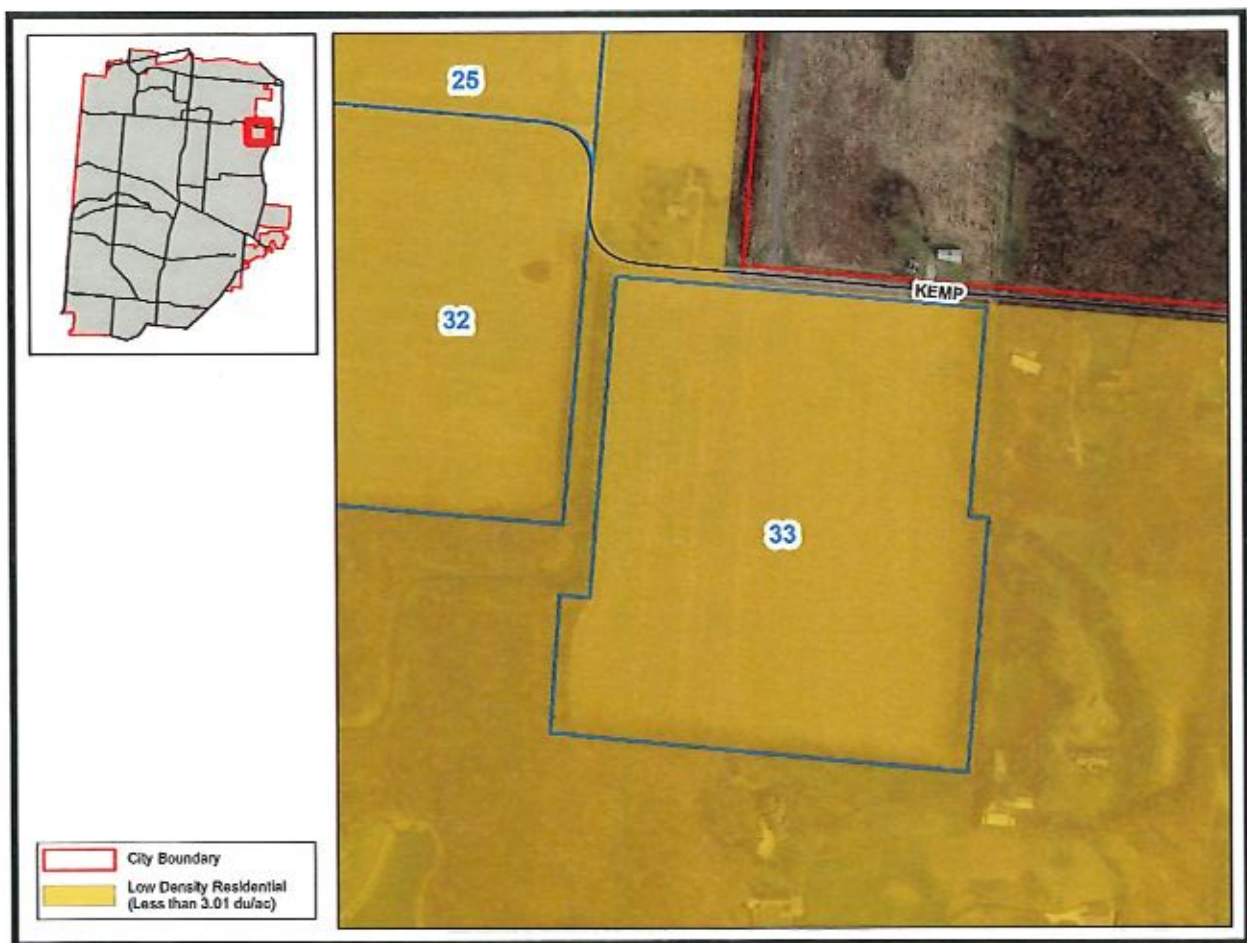 25
32
KEMP
33
City Boundary
Low Density Residential
(Less than 3.01 du/ac)